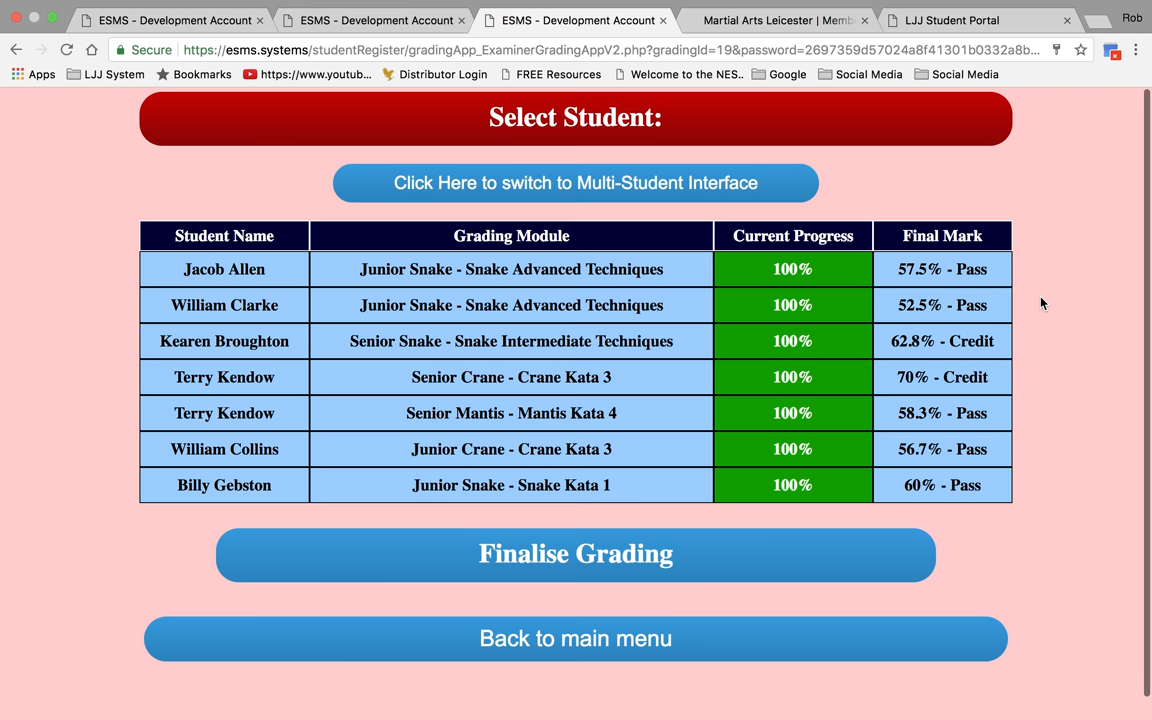 ESMS - Development Account
ESMS - Development Account
ESMS - Development Account
Martial Arts Leicester | Memb
LJJ Student Portal
Rob
Secure
https://esms.systems/studentRegister/gradingApp_ExaminerGradingAppV2.php?gradingId=19&password=2697359d57024a8f41301b0332a8b...
Apps LJJ System Bookmarks https://www.youtub... Distributor Login FREE Resources Welcome to the NES.. Google Social Media Social Media
Select Student:
Click Here to switch to Multi-Student Interface
Student Name Grading Module Current Progress Final Mark
Jacob Allen Junior Snake - Snake Advanced Techniques 100% 57.5% - Pass
William Clarke Junior Snake - Snake Advanced Techniques 100% 52.5% - Pass
Kearen Broughton Senior Snake - Snake Intermediate Techniques 100% 62.8% - Credit
Terry Kendow Senior Crane - Crane Kata 3 100% 70% - Credit
Terry Kendow Senior Mantis - Mantis Kata 4 100% 58.3% - Pass
William Collins Junior Crane - Crane Kata 3 100% 56.7% - Pass
Billy Gebston Junior Snake - Snake Kata 1 100% 60% - Pass
Finalise Grading
Back to main menu